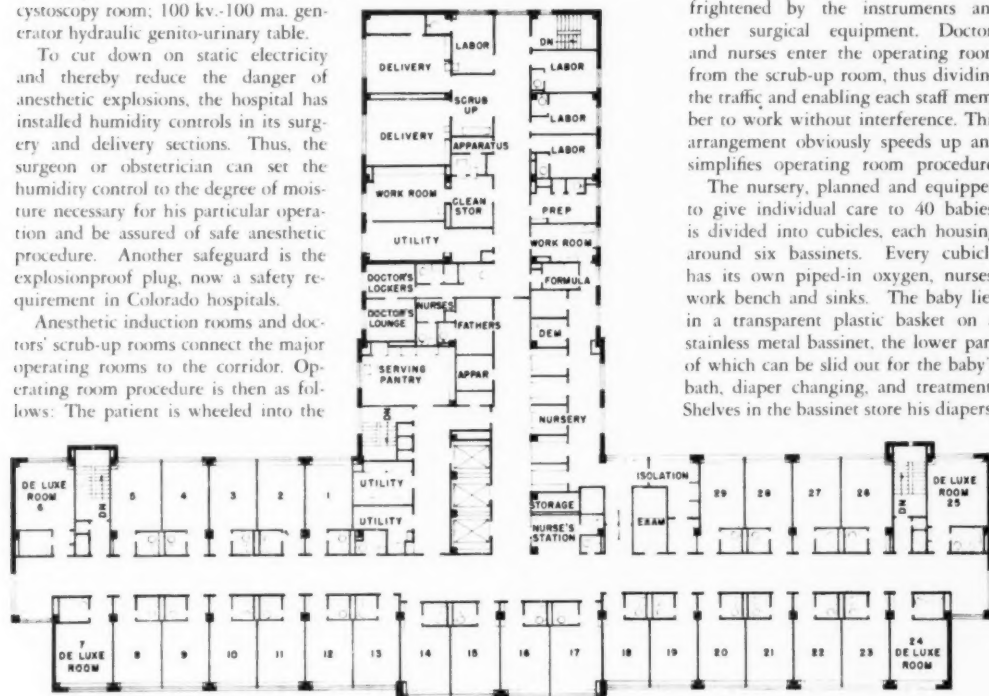 cystoscopy room; 100 kv.-100 ma. gen-
erator hydraulic genito-urinary table.
To cut down on static electricity
and thereby reduce the danger of
anesthetic explosions, the hospital has
installed humidity controls in its surg-
ery and delivery sections. Thus, the
surgeon or obstetrician can set the
humidity control to the degree of mois-
ture necessary for his particular opera-
tion and be assured of safe anesthetic
procedure. Another safeguard is the
explosionproof plug, now a safety re-
quirement in Colorado hospitals.
Anesthetic induction rooms and doc-
tors' scrub-up rooms connect the major
operating rooms to the corridor. Op-
erating room procedure is then as fol-
lows: The patient is wheeled into the
frightened by the instruments an
other surgical equipment. Doctor
and nurses enter the operating room
from the scrub-up room, thus dividin
the traffic and enabling each staff mem
ber to work without interference. Thi
arrangement obviously speeds up an
simplifies operating room procedure
The nursery, planned and equippe
to give individual care to 40 babies
is divided into cubicles, each housin
around six bassinets. Every cubicl
has its own piped-in oxygen, nurses
work bench and sinks. The baby lie
in a transparent plastic basket on
stainless metal bassinet, the lower par
of which can be slid out for the baby'
bath, diaper changing, and treatment
Shelves in the bassinet store his diapers
LABOR
DN
DELIVERY
LABOR
SCRUB
UP
DELIVERY
LABOR
APPARATUS
LABOR
WORK ROOM
CLEAN
STOR
PREP
UTILITY
WORK ROOM
DOCTOR'S
LOCKERS
FORMULA
DOCTOR'S
LOUNGE
NURSES
FATHERS
DEM
SERVING
PANTRY
APPAR
DN
NURSERY
UTILITY
UTILITY
STORAGE
NURSE'S
STATION
ISOLATION
EXAM
DE LUXE
ROOM
6
DN
5
4
3
2
1
29
28
27
26
DN
DE LUXE
ROOM
25
7
DE LUXE
ROOM
8
9
10
11
12
13
14
15
16
17
18
19
20
21
22
23
24
DE LUXE
ROOM